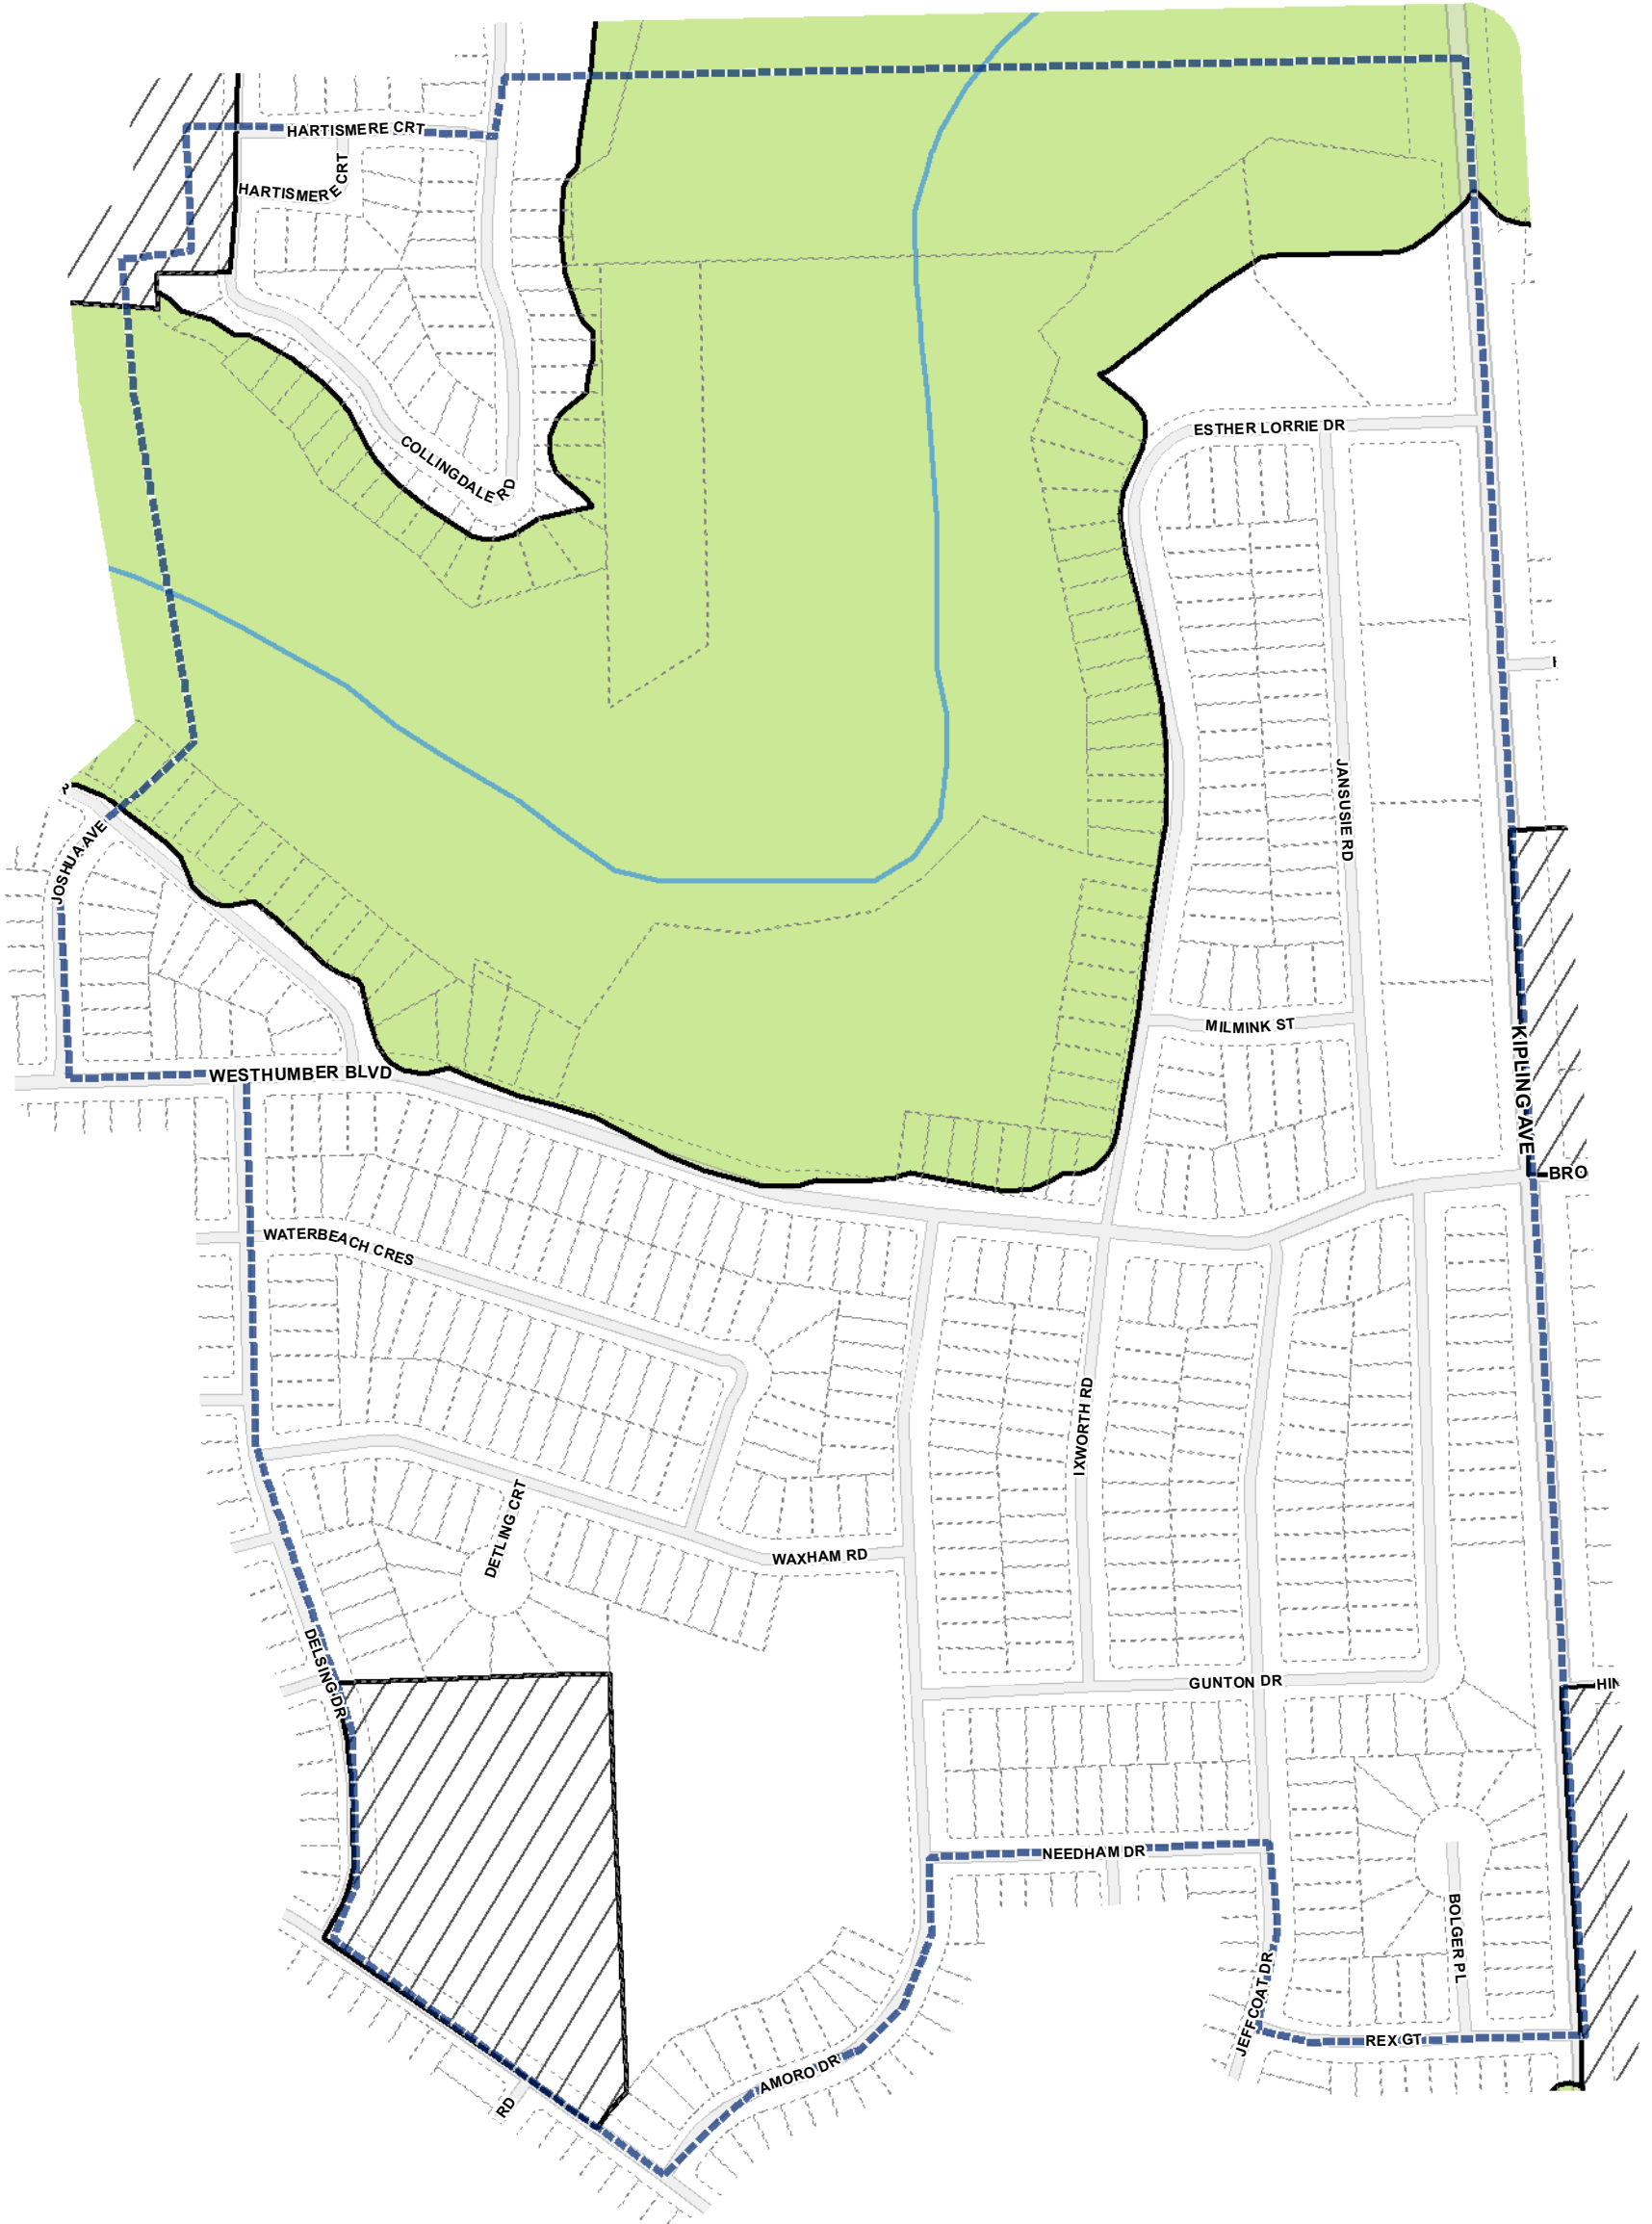 HARTISMERE CRT
HARTISMERE CRT
COLLINGDALE RD
ESTHER LORRIE DR
JANSUSIE RD
JOSHUA AVE
MILMINK ST
WESTHUMBER BLVD
KIPLING AVE
BRO
WATERBEACH CRES
IXWORTH RD
DETLING CRT
WAXHAM RD
DELSING DR
GUNTON DR
HIN
NEEDHAM DR
BOLGER PL
JEFFCOAT DR
REX GT
AMORO DR
RD